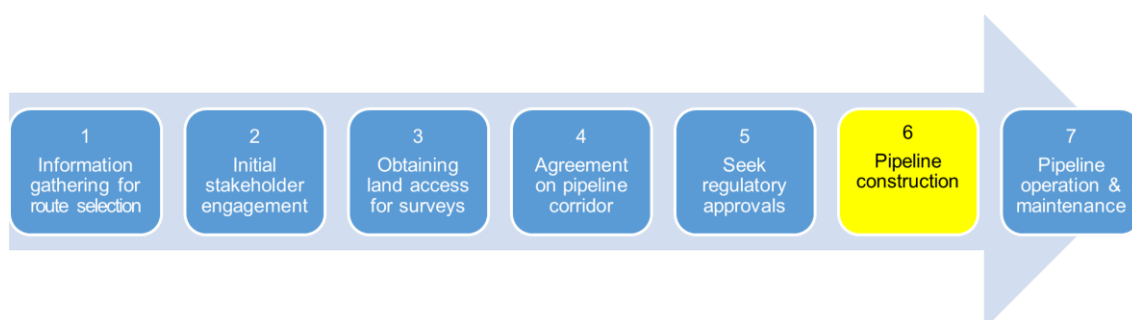 1
Information
gathering for
route selection
2
Initial
stakeholder
engagement
3
Obtaining
land access
for surveys
4
Agreement
on pipeline
corridor
5
Seek
regulatory
approvals
6
Pipeline
construction
7
Pipeline
operation &
maintenance